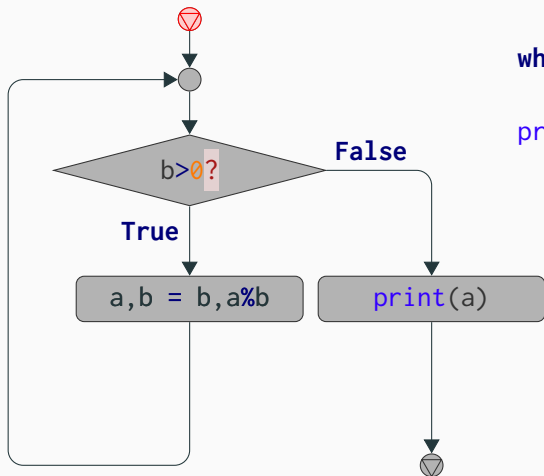 wh
b>0?
pr
False
True
a,b = b,a%b
print(a)